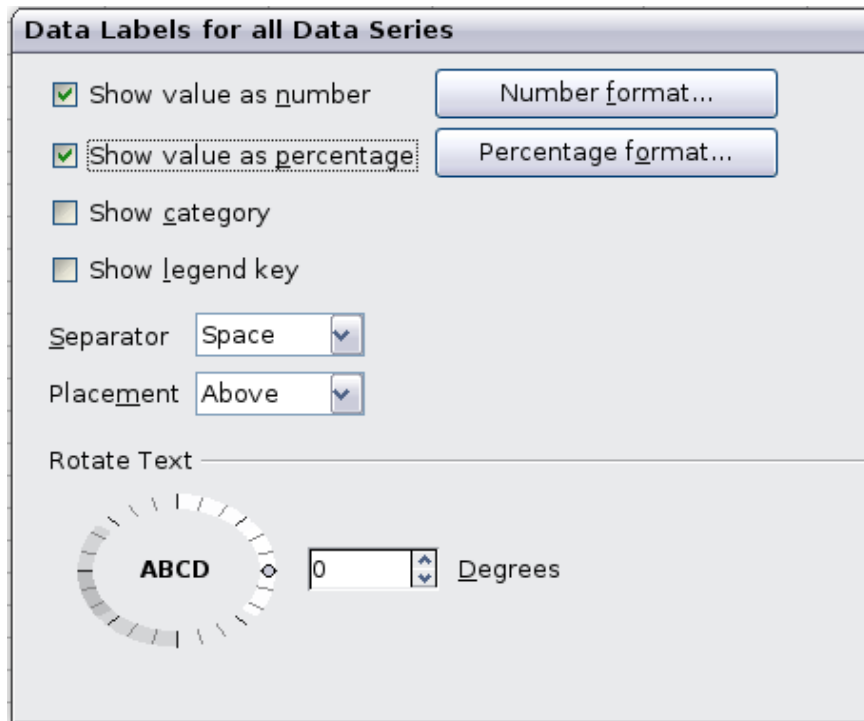 Data Labels for all Data Series
Show value as number Number format...
Show value as percentage Percentage format...
Show category
Show legend key
Separator Space
Placement Above
Rotate Text
ABCD 0 Degrees